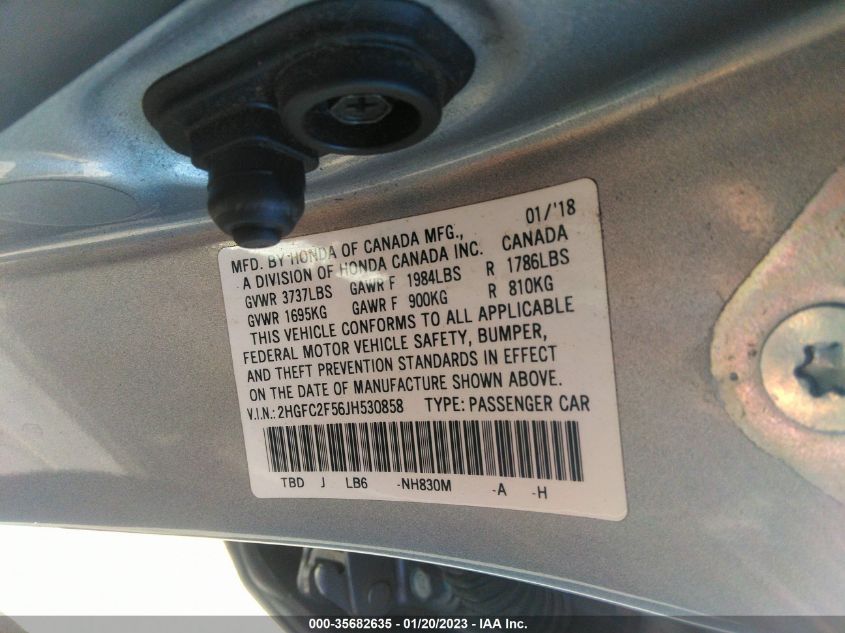 MFD. BY HONDA OF CANADA MFG., 01/'18
A DIVISION OF HONDA CANADA INC. CANADA
GVWR 3737LBS GAWR F 1984LBS R 1786LBS
GVWR 1695KG GAWR F 900KG R 810KG
THIS VEHICLE CONFORMS TO ALL APPLICABLE
FEDERAL MOTOR VEHICLE SAFETY, BUMPER,
AND THEFT PREVENTION STANDARDS IN EFFECT
ON THE DATE OF MANUFACTURE SHOWN ABOVE.
V.I.N.: 2HGFC2F56JH530858 TYPE: PASSENGER CAR
TBD J LB6 -NH830M -A -H
000-35682635 - 01/20/2023 - IAA Inc.